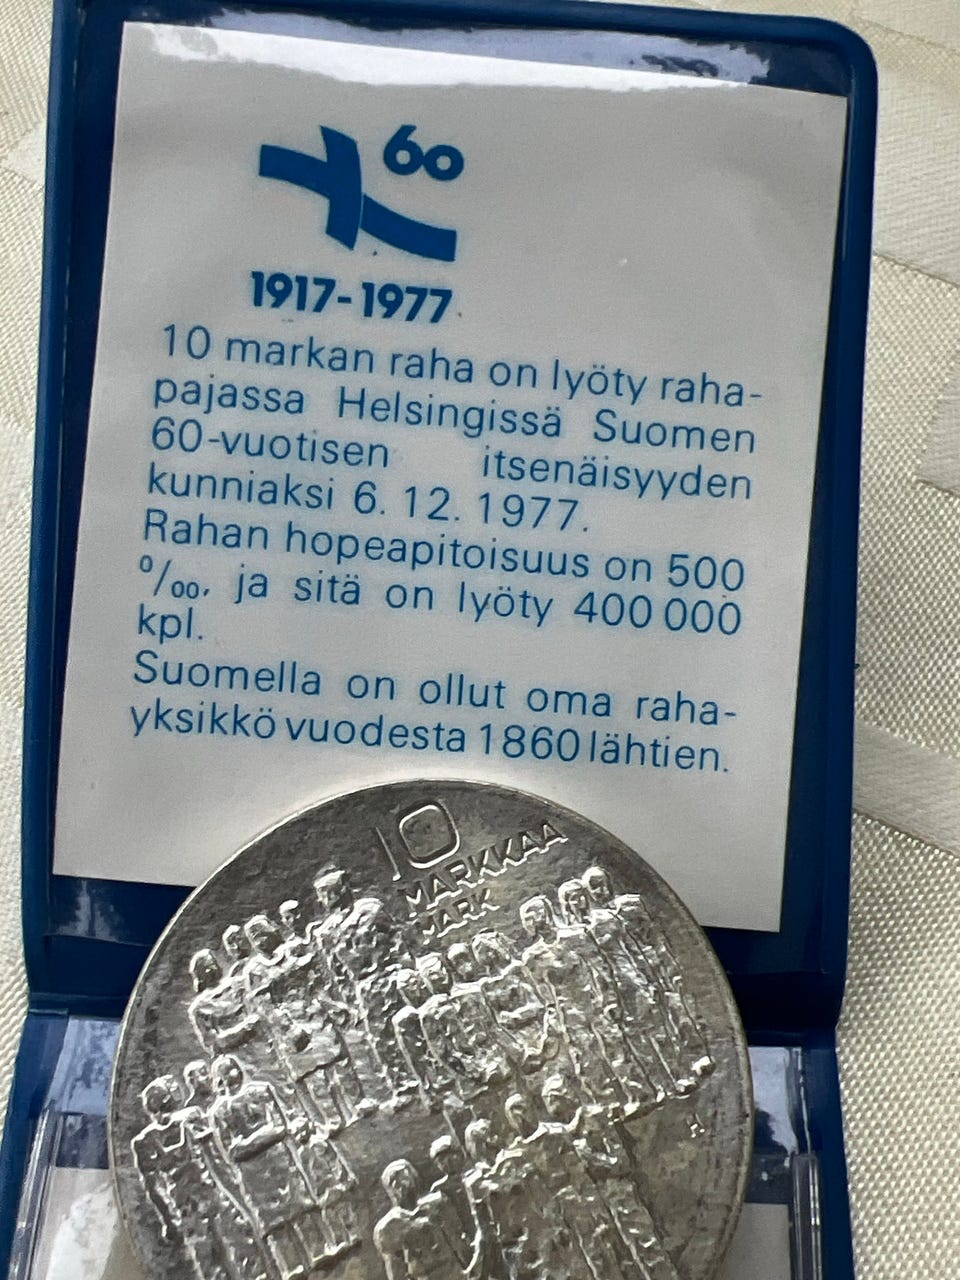 60
1917-1977
10 markan raha on lyöty raha-
pajassa Helsingissä Suomen
60-vuotisen itsenäisyyden
kunniaksi 6. 12. 1977.
Rahan hopeapitoisuus on 500
⁰/₀₀, ja sitä on lyöty 400 000
kpl.
Suomella on ollut oma raha-
yksikkö vuodesta 1860 lähtien.
10
MARKKAA
MARK